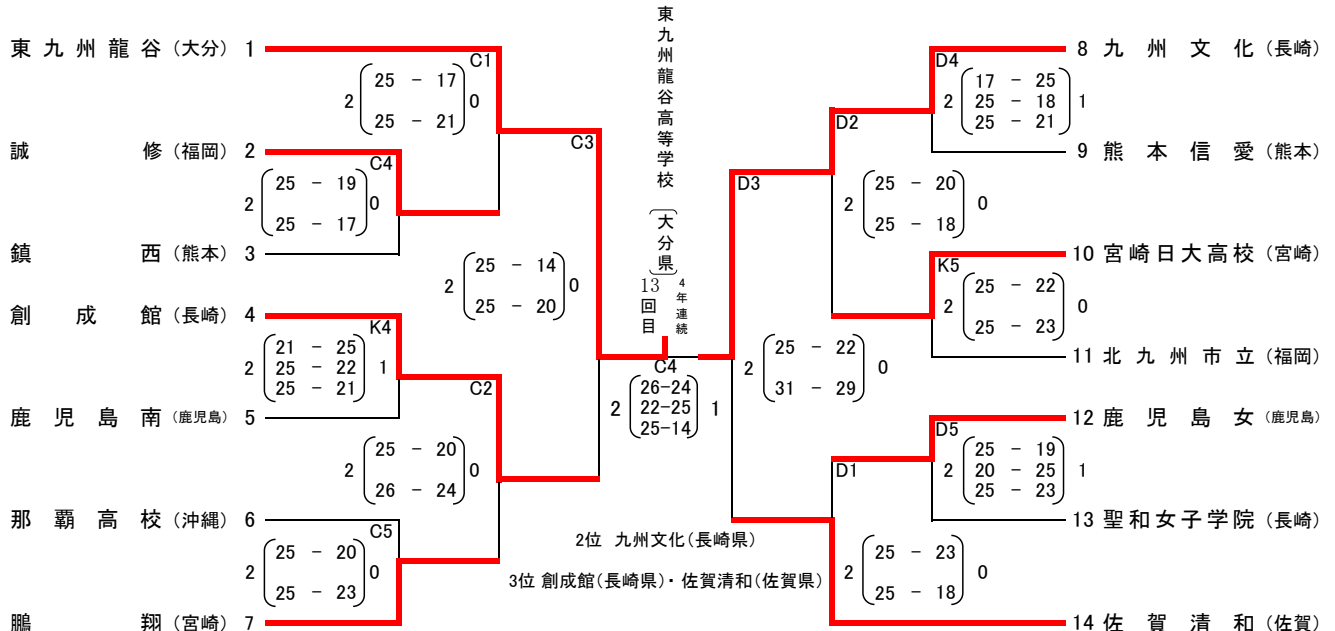 東九州龍谷（大分） 1
C1
2 25 - 17 0
25 - 21
誠修（福岡） 2
C4
2 25 - 19 0
25 - 17
鎮西（熊本） 3
C3
2 25 - 14 0
25 - 20
創成館（長崎） 4
K4
2 21 - 25 1
25 - 22
25 - 21
鹿児島南（鹿児島） 5
C2
2 25 - 20 0
26 - 24
那覇高校（沖縄） 6
C5
2 25 - 20 0
25 - 23
鵬翔（宮崎） 7
東九州龍谷高等学校
〔大分県〕
13回目
4年連続
C4
2 26-24 1
22-25
25-14
2位 九州文化（長崎県）
3位 創成館（長崎県）・佐賀清和（佐賀県）
8 九州文化（長崎）
D4
2 17 - 25 1
25 - 18
25 - 21
9 熊本信愛（熊本）
D2
2 25 - 20 0
25 - 18
10 宮崎日大高校（宮崎）
K5
2 25 - 22 0
25 - 23
11 北九州市立（福岡）
D3
2 25 - 22 0
31 - 29
12 鹿児島女（鹿児島）
D5
2 25 - 19 1
20 - 25
25 - 23
13 聖和女子学院（長崎）
D1
2 25 - 23 0
25 - 18
14 佐賀清和（佐賀）